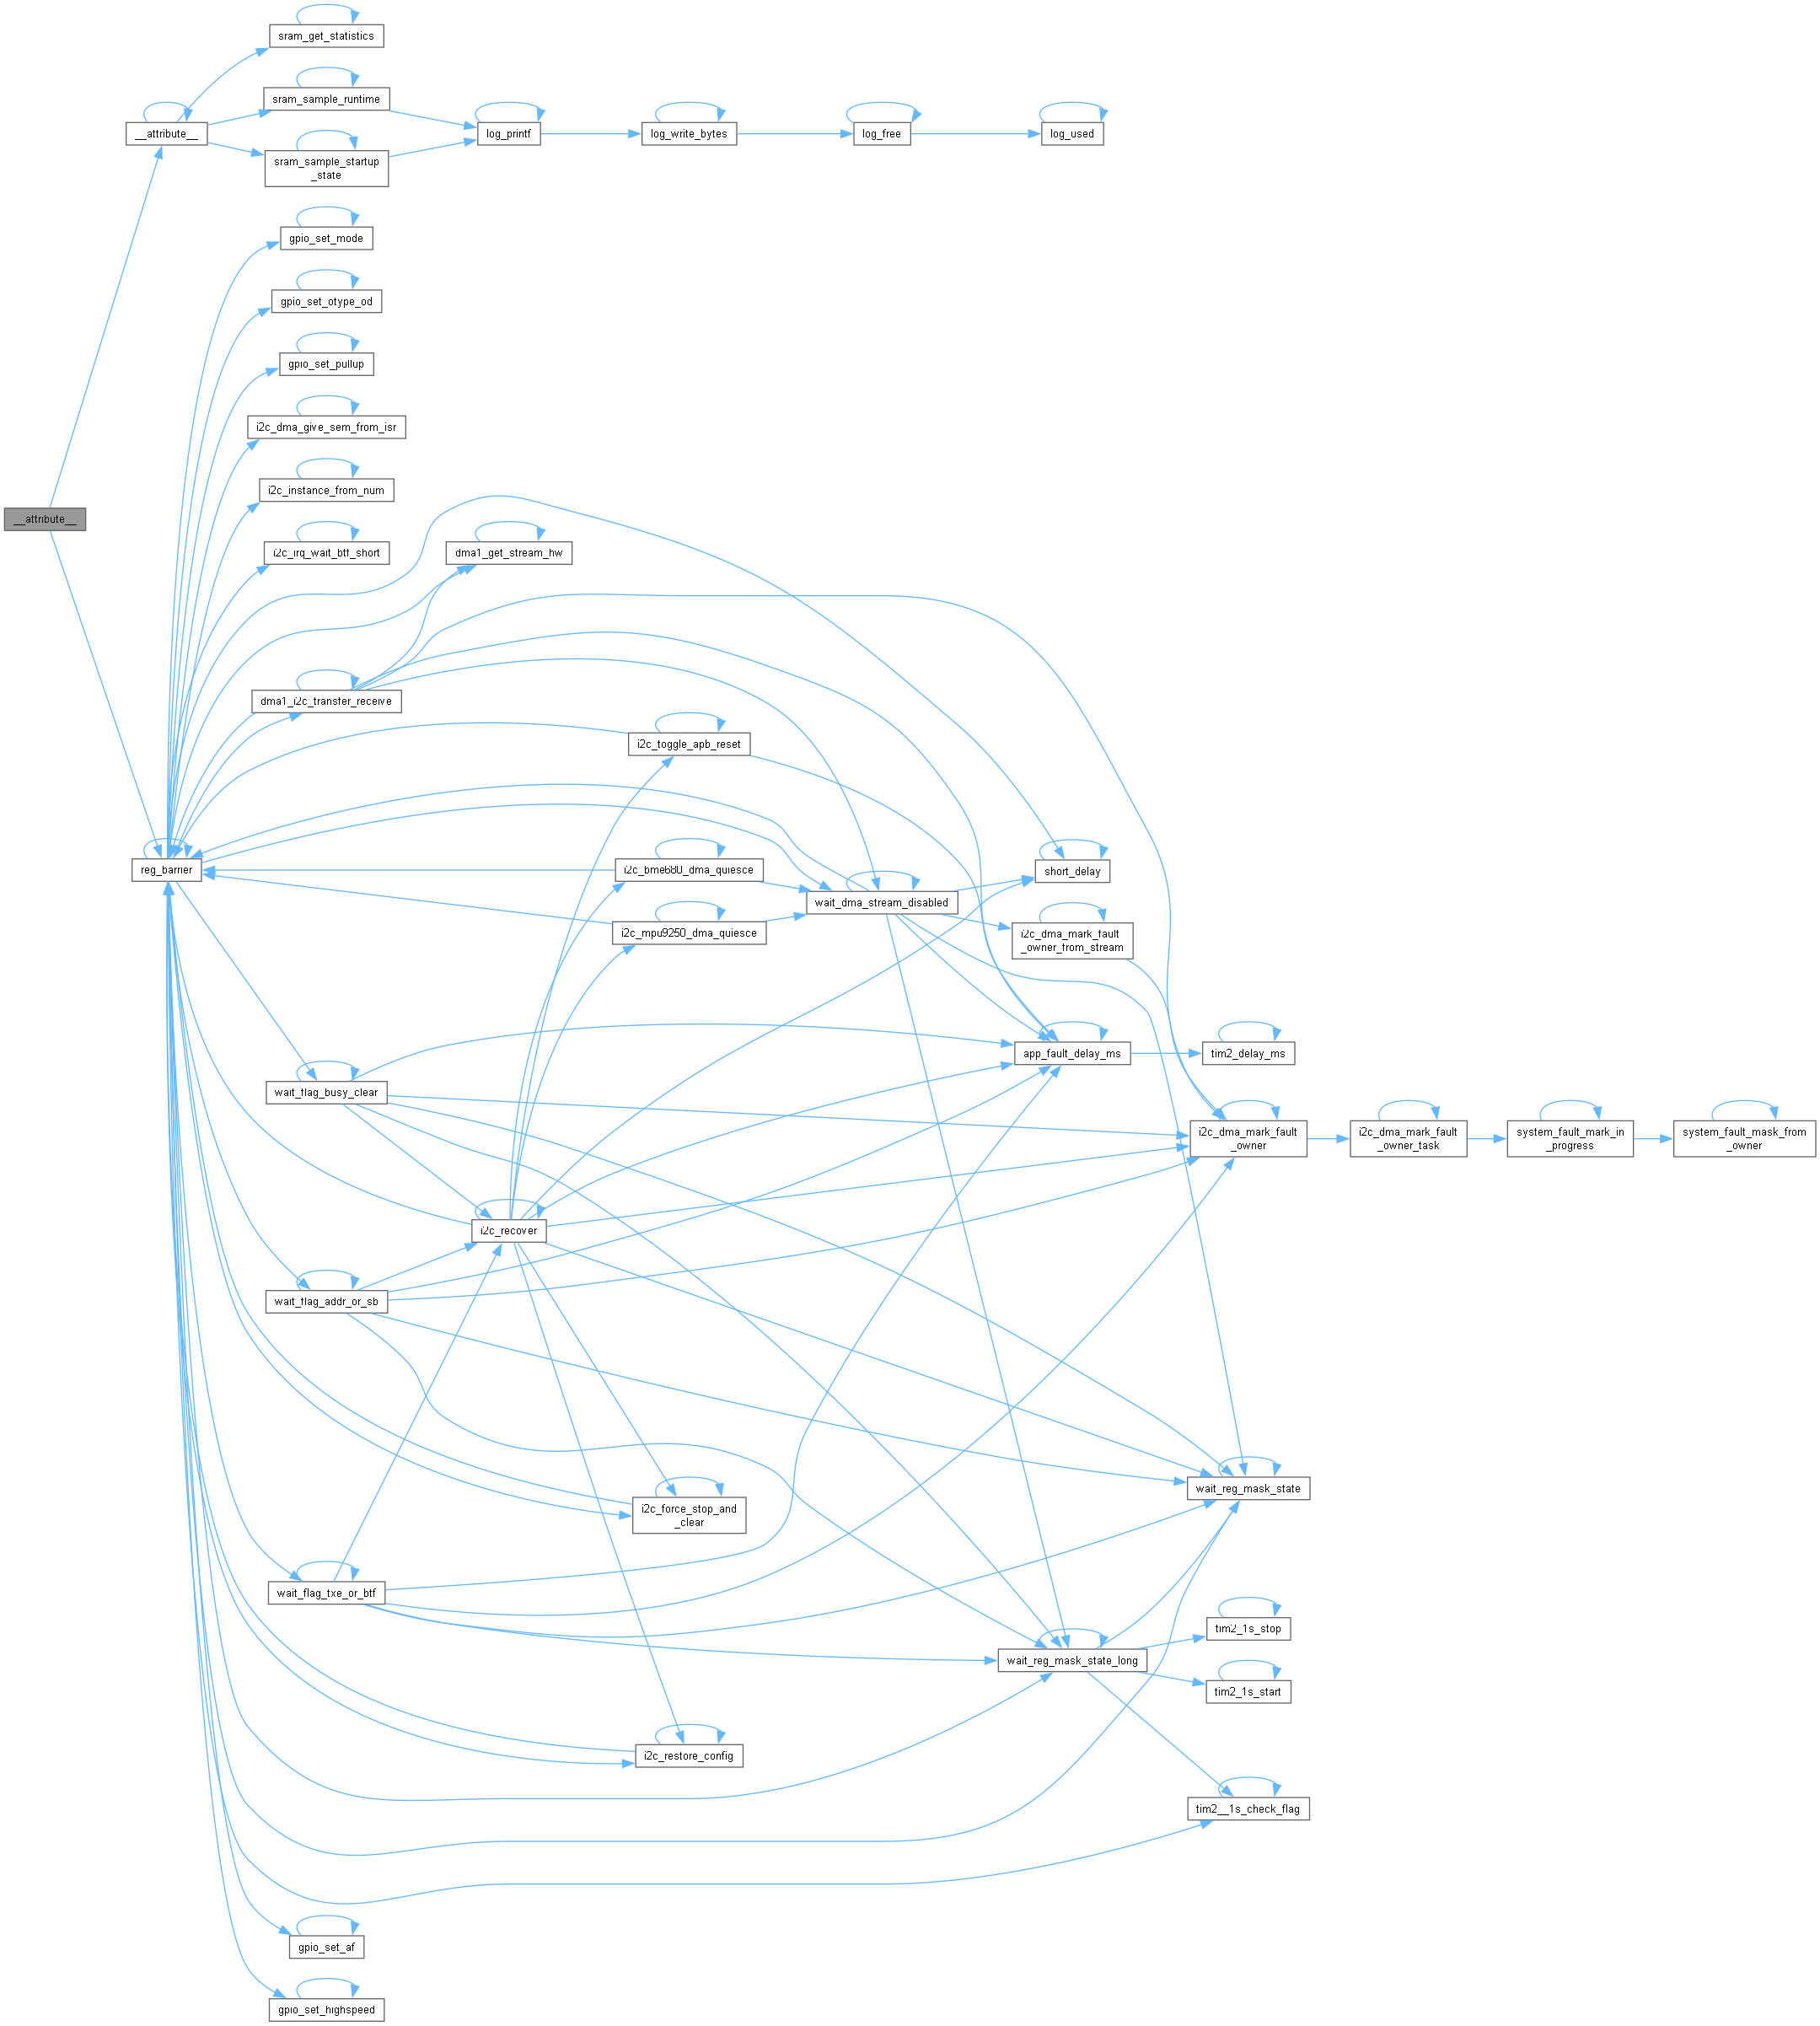 sram_get_statistics
sram_sample_runtime
__attribute__
log_printf
log_write_bytes
log_free
log_used
sram_sample_startup
_state
gpio_set_mode
gpio_set_otype_od
gpio_set_pullup
i2c_dma_give_sem_from_isr
i2c_instance_from_num
__attribute__
i2c_irq_wait_btf_short
dma1_get_stream_hw
dma1_i2c_transfer_receive
i2c_toggle_apb_reset
reg_barrier
i2c_bme680_dma_quiesce
short_delay
wait_dma_stream_disabled
i2c_mpu9250_dma_quiesce
i2c_dma_mark_fault
_owner_from_stream
app_fault_delay_ms
tim2_delay_ms
wait_flag_busy_clear
i2c_dma_mark_fault
_owner
i2c_dma_mark_fault
_owner_task
system_fault_mark_in
_progress
system_fault_mask_from
_owner
i2c_recover
wait_flag_addr_or_sb
wait_reg_mask_state
i2c_force_stop_and
_clear
wait_flag_txe_or_btf
tim2_1s_stop
wait_reg_mask_state_long
tim2_1s_start
i2c_restore_config
tim2__1s_check_flag
gpio_set_af
gpio_set_highspeed